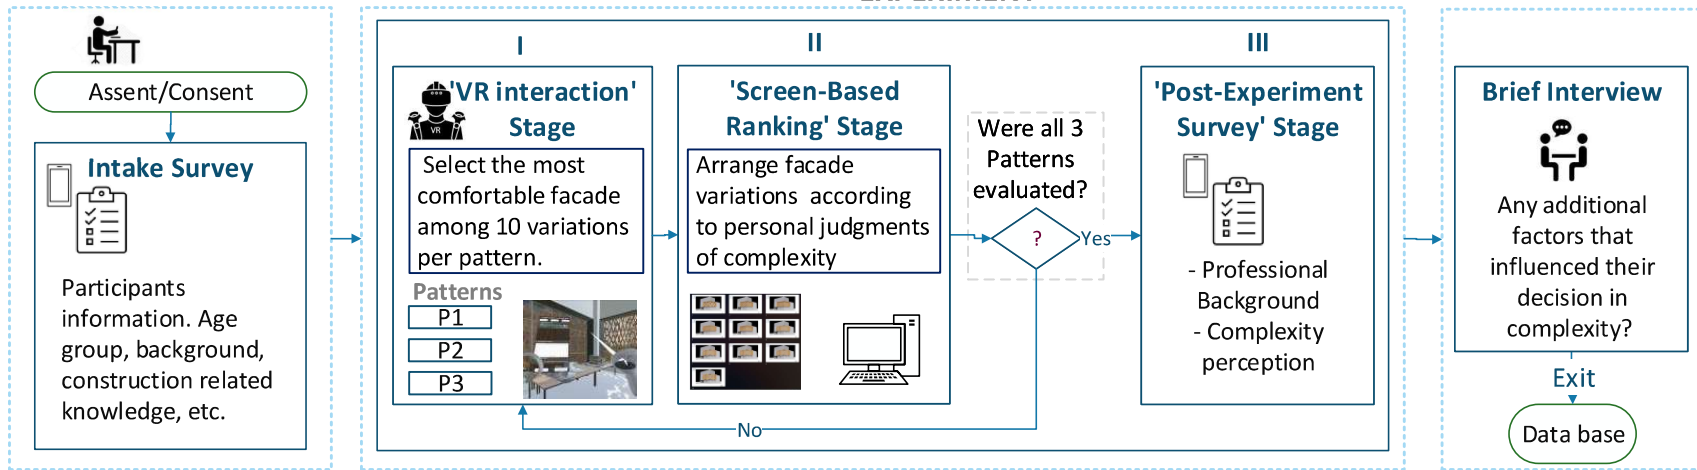 Assent/Consent
Intake Survey
Participants
information. Age
group, background,
construction related
knowledge, etc.
I
'VR interaction'
Stage
VR
Select the most
comfortable facade
among 10 variations
per pattern.
Patterns
P1
P2
P3
II
'Screen-Based
Ranking' Stage
Arrange facade
variations according
to personal judgments
of complexity
Were all 3
Patterns
evaluated?
?
Yes
No
III
'Post-Experiment
Survey' Stage
- Professional
Background
- Complexity
perception
Brief Interview
Any additional
factors that
influenced their
decision in
complexity?
Exit
Data base